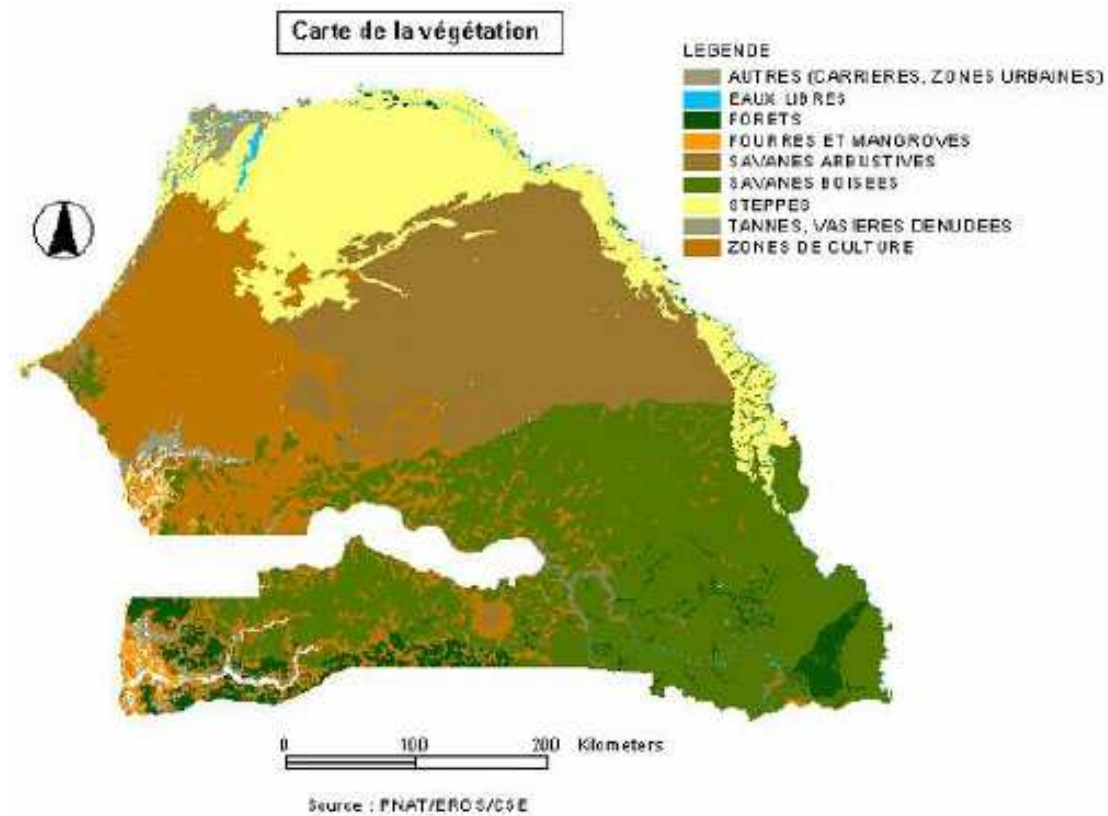 Carte de la végétation
LEGENDE
AUTRES (CARRIERES, ZONES URBAINES)
EAUX LIBRES
FORETS
FOURRES ET MANGROVES
SAVANES ARBUSTIVES
SAVANES BOISEES
STEPPES
TANNES, VASIERES DENUDEES
ZONES DE CULTURE
0 100 200 Kilometers
Source : PNAT/EROS/CSE